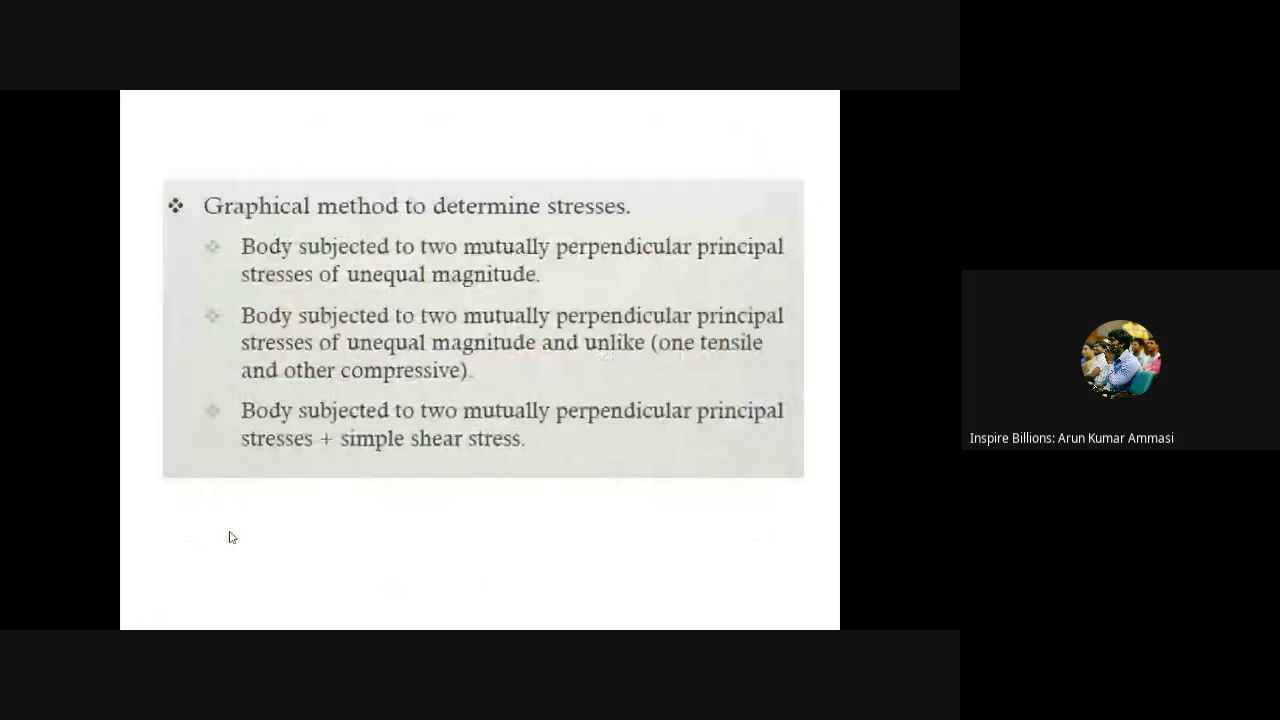 Graphical method to determine stresses.
Body subjected to two mutually perpendicular principal
stresses of unequal magnitude.
Body subjected to two mutually perpendicular principal
stresses of unequal magnitude and unlike (one tensile
and other compressive).
Body subjected to two mutually perpendicular principal
stresses + simple shear stress.
Inspire Billions: Arun Kumar Ammasi